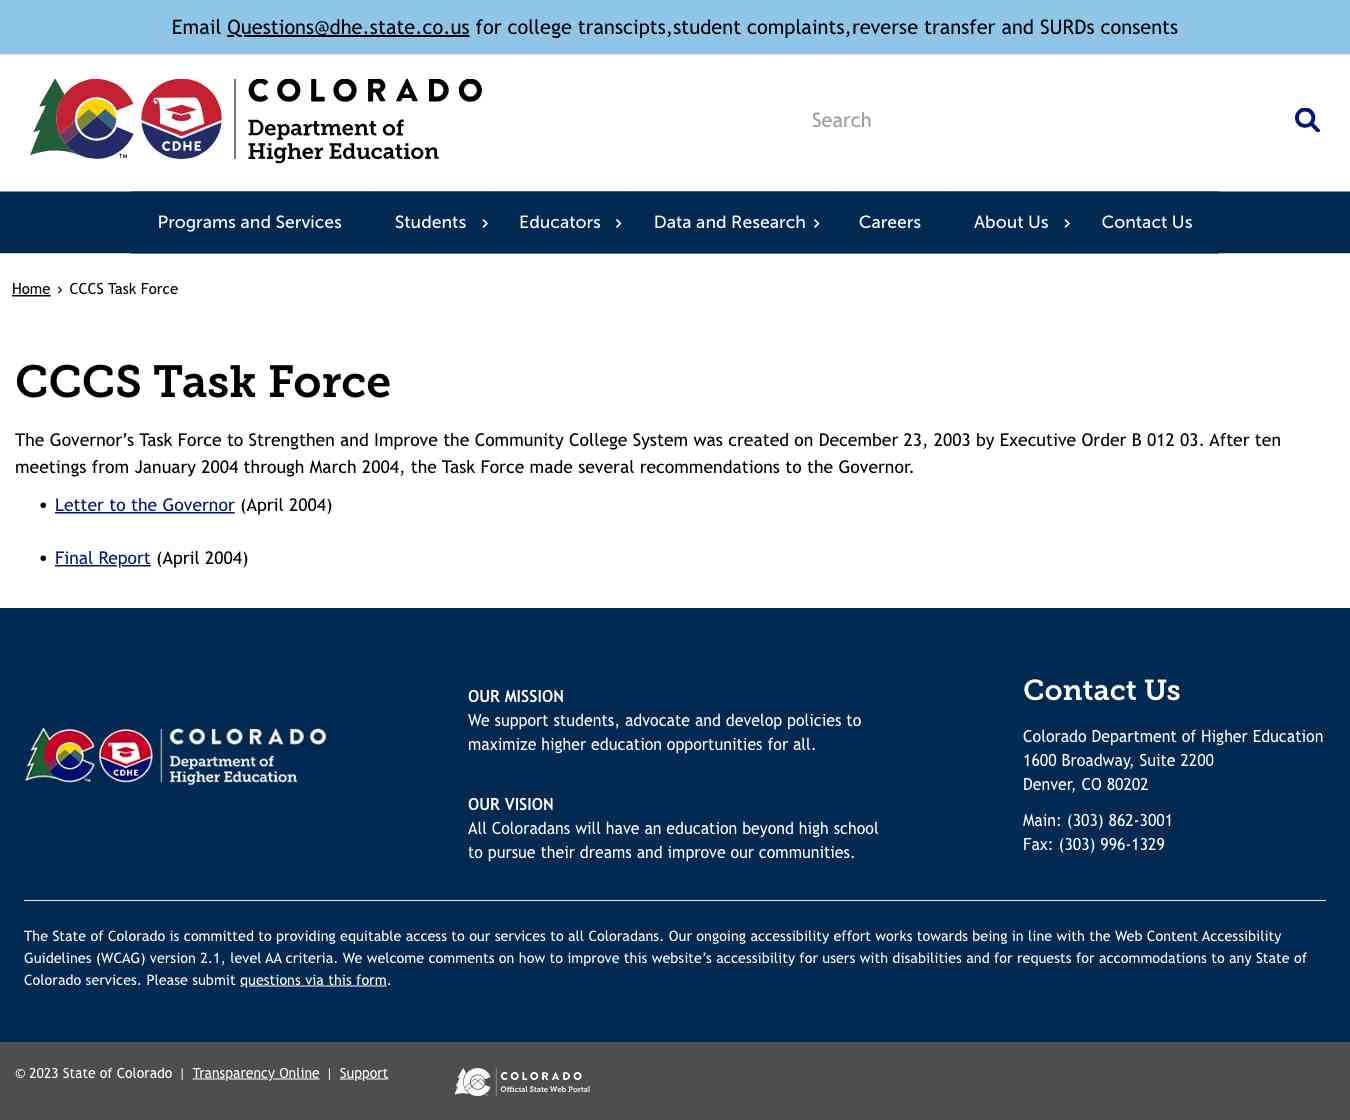 Email Questions@dhe.state.co.us for college transcipts,student complaints,reverse transfer and SURDs consents
COLORADO
Department of
Higher Education
CDHE
TM
Search
Programs and Services Students › Educators › Data and Research › Careers About Us › Contact Us
Home › CCCS Task Force
CCCS Task Force
The Governor’s Task Force to Strengthen and Improve the Community College System was created on December 23, 2003 by Executive Order B 012 03. After ten
meetings from January 2004 through March 2004, the Task Force made several recommendations to the Governor.
• Letter to the Governor (April 2004)
• Final Report (April 2004)
COLORADO
Department of
Higher Education
CDHE
OUR MISSION
We support students, advocate and develop policies to
maximize higher education opportunities for all.
OUR VISION
All Coloradans will have an education beyond high school
to pursue their dreams and improve our communities.
Contact Us
Colorado Department of Higher Education
1600 Broadway, Suite 2200
Denver, CO 80202
Main: (303) 862-3001
Fax: (303) 996-1329
The State of Colorado is committed to providing equitable access to our services to all Coloradans. Our ongoing accessibility effort works towards being in line with the Web Content Accessibility
Guidelines (WCAG) version 2.1, level AA criteria. We welcome comments on how to improve this website’s accessibility for users with disabilities and for requests for accommodations to any State of
Colorado services. Please submit questions via this form.
© 2023 State of Colorado | Transparency Online | Support
COLORADO
Official State Web Portal